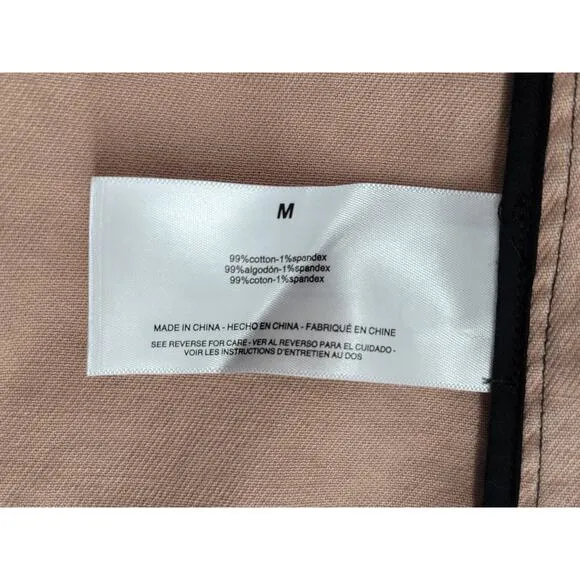 M
99%cotton-1%spandex
99%algodón-1%spandex
99%coton-1%spandex
MADE IN CHINA - HECHO EN CHINA - FABRIQUÉ EN CHINE
SEE REVERSE FOR CARE - VER AL REVERSO PARA EL CUIDADO -
VOIR LES INSTRUCTIONS D'ENTRETIEN AU DOS